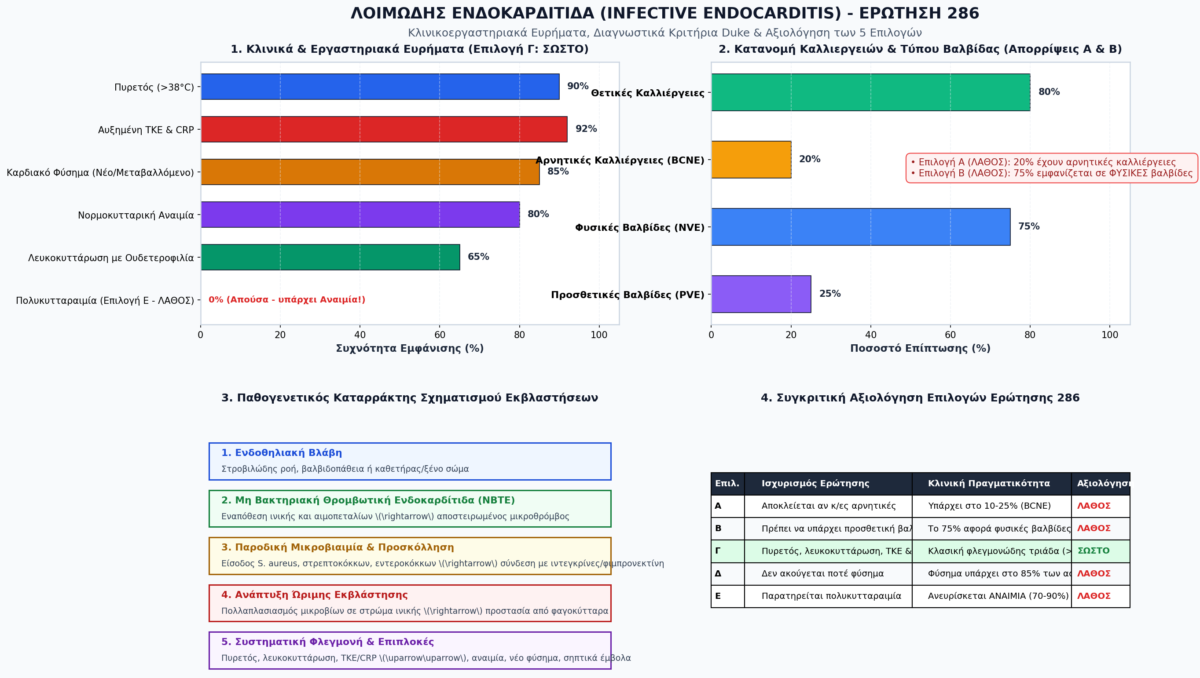 ΛΟΙΜΩΔΗΣ ΕΝΔΟΚΑΡΔΙΤΙΔΑ (INFECTIVE ENDOCARDITIS) - ΕΡΩΤΗΣΗ 286
Κλινικοεργαστηριακά Ευρήματα, Διαγνωστικά Κριτήρια Duke & Αξιολόγηση των 5 Επιλογών
1. Κλινικά & Εργαστηριακά Ευρήματα (Επιλογή Γ: ΣΩΣΤΟ)
Πυρετός (>38°C)
90%
Αυξημένη ΤΚΕ & CRP
92%
Καρδιακό Φύσημα (Νέο/Μεταβαλλόμενο)
85%
Νορμοκυτταρική Αναιμία
80%
Λευκοκυττάρωση με Ουδετεροφιλία
65%
Πολυκυτταραιμία (Επιλογή Ε - ΛΑΘΟΣ)
0% (Απούσα - υπάρχει Αναιμία!)
0 20 40 60 80 100
Συχνότητα Εμφάνισης (%)
2. Κατανομή Καλλιεργειών & Τύπου Βαλβίδας (Απορρίψεις Α & Β)
Θετικές Καλλιέργειες
80%
Αρνητικές Καλλιέργειες (BCNE)
20%
• Επιλογή Α (ΛΑΘΟΣ): 20% έχουν αρνητικές καλλιέργειες
• Επιλογή Β (ΛΑΘΟΣ): 75% εμφανίζεται σε ΦΥΣΙΚΕΣ βαλβίδες
Φυσικές Βαλβίδες (NVE)
75%
Προσθετικές Βαλβίδες (PVE)
25%
0 20 40 60 80 100
Ποσοστό Επίπτωσης (%)
3. Παθογενετικός Καταρράκτης Σχηματισμού Εκβλαστήσεων
1. Ενδοθηλιακή Βλάβη
Στροβιλώδης ροή, βαλβιδοπάθεια ή καθετήρας/ξένο σώμα
2. Μη Βακτηριακή Θρομβωτική Ενδοκαρδίτιδα (NBTE)
Εναπόθεση ινικής και αιμοπεταλίων \(\rightarrow\) αποστειρωμένος μικροθρόμβος
3. Παροδική Μικροβιαιμία & Προσκόλληση
Είσοδος S. aureus, στρεπτοκόκκων, εντεροκόκκων \(\rightarrow\) σύνδεση με ιντεγκρίνες/φιμπρονεκτίνη
4. Ανάπτυξη Ώριμης Εκβλάστησης
Πολλαπλασιασμός μικροβίων σε στρώμα ινικής \(\rightarrow\) προστασία από φαγοκύτταρα
5. Συστηματική Φλεγμονή & Επιπλοκές
Πυρετός, λευκοκυττάρωση, ΤΚΕ/CRP \(\uparrow\uparrow\), αναιμία, νέο φύσημα, σηπτικά έμβολα
4. Συγκριτική Αξιολόγηση Επιλογών Ερώτησης 286
Επιλ. Ισχυρισμός Ερώτησης Κλινική Πραγματικότητα Αξιολόγηση
Α Αποκλείεται αν κ/ες αρνητικές Υπάρχει στο 10-25% (BCNE) ΛΑΘΟΣ
Β Πρέπει να υπάρχει προσθετική βαλ Το 75% αφορά φυσικές βαλβίδες ΛΑΘΟΣ
Γ Πυρετός, λευκοκυττάρωση, ΤΚΕ & Κλασική φλεγμονώδης τριάδα (> ΣΩΣΤΟ
Δ Δεν ακούγεται ποτέ φύσημα Φύσημα υπάρχει στο 85% των ασ ΛΑΘΟΣ
Ε Παρατηρείται πολυκυτταραιμία Ανευρίσκεται ΑΝΑΙΜΙΑ (70-90%) ΛΑΘΟΣ